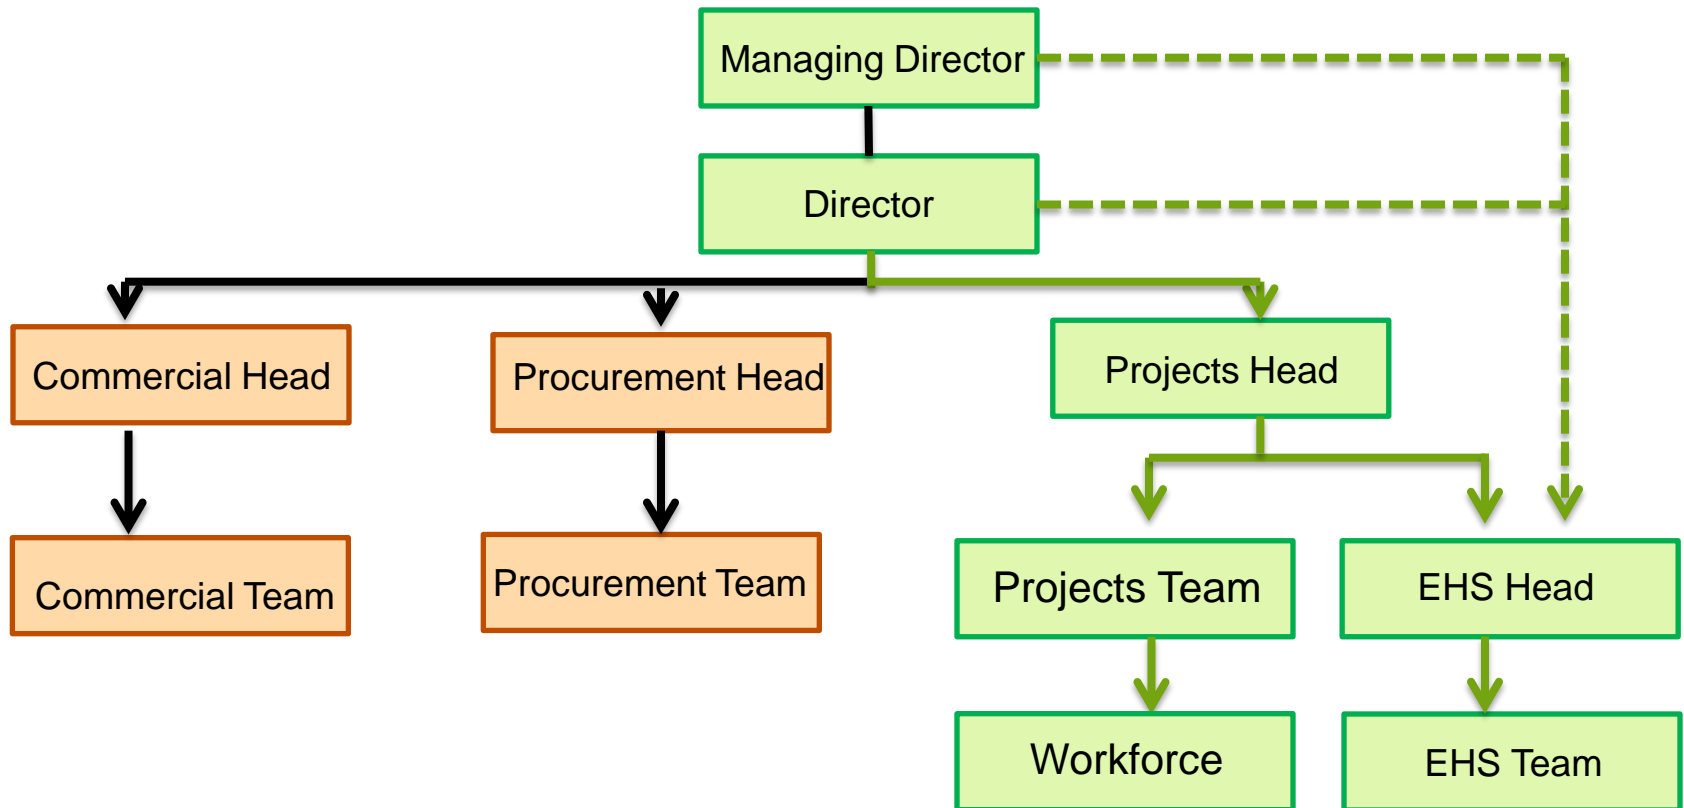 Managing Director
Director
Commercial Head
Procurement Head
Projects Head
Commercial Team
Procurement Team
Projects Team
EHS Head
Workforce
EHS Team